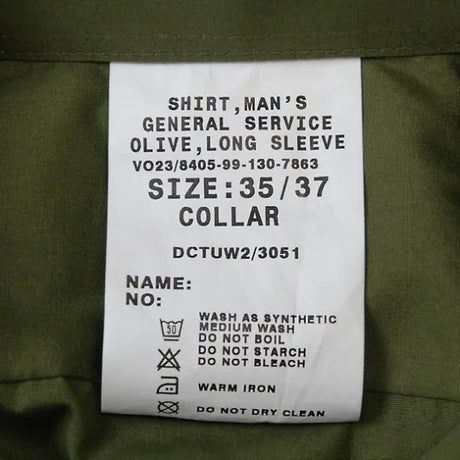 SHIRT,MAN'S
GENERAL SERVICE
OLIVE,LONG SLEEVE
VO23/8405-99-130-7863
SIZE:35/37
COLLAR
DCTUW2/3051
NAME:
NO:
50
WASH AS SYNTHETIC
MEDIUM WASH
DO NOT BOIL
DO NOT STARCH
DO NOT BLEACH
WARM IRON
DO NOT DRY CLEAN